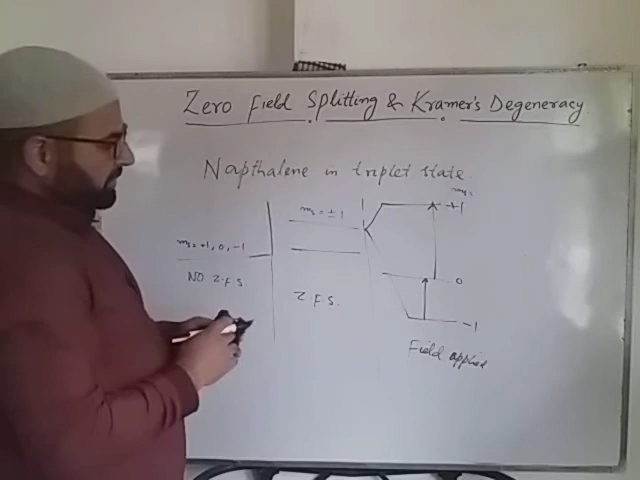 Zero Field Splitting & Kramer's Degeneracy
Napthalene in triplet state.
ms=
ms = ±1
+1
ms = +1, 0, -1
NO Z.F.S.
0
Z.F.S.
-1
Field applied